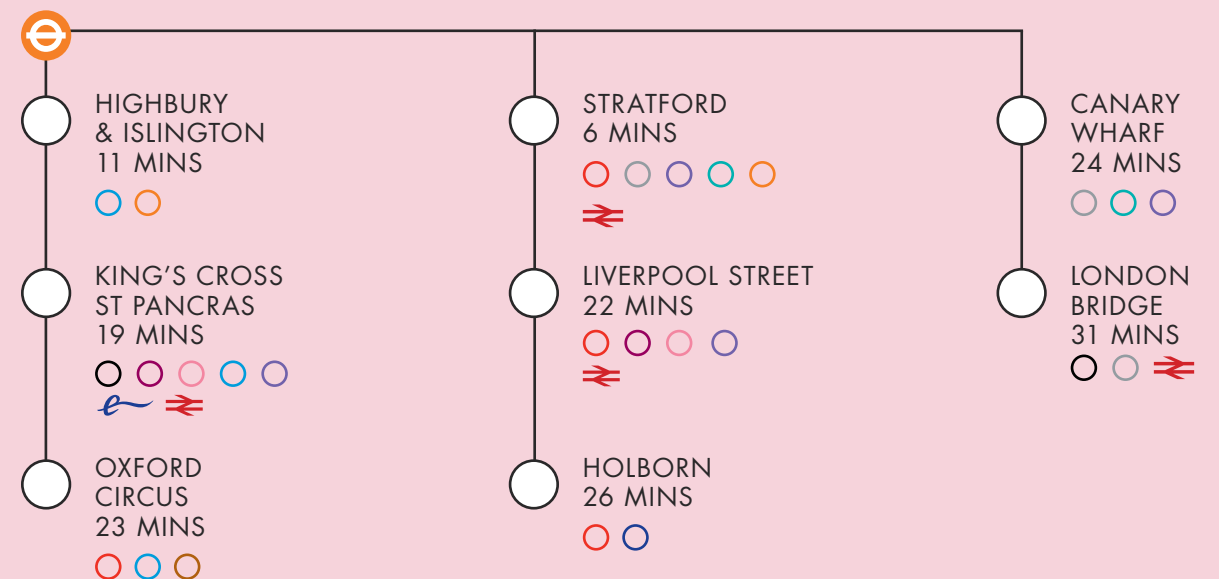 HIGHBURY
& ISLINGTON
11 MINS
KING'S CROSS
ST PANCRAS
19 MINS
OXFORD
CIRCUS
23 MINS
STRATFORD
6 MINS
LIVERPOOL STREET
22 MINS
HOLBORN
26 MINS
CANARY
WHARF
24 MINS
LONDON
BRIDGE
31 MINS